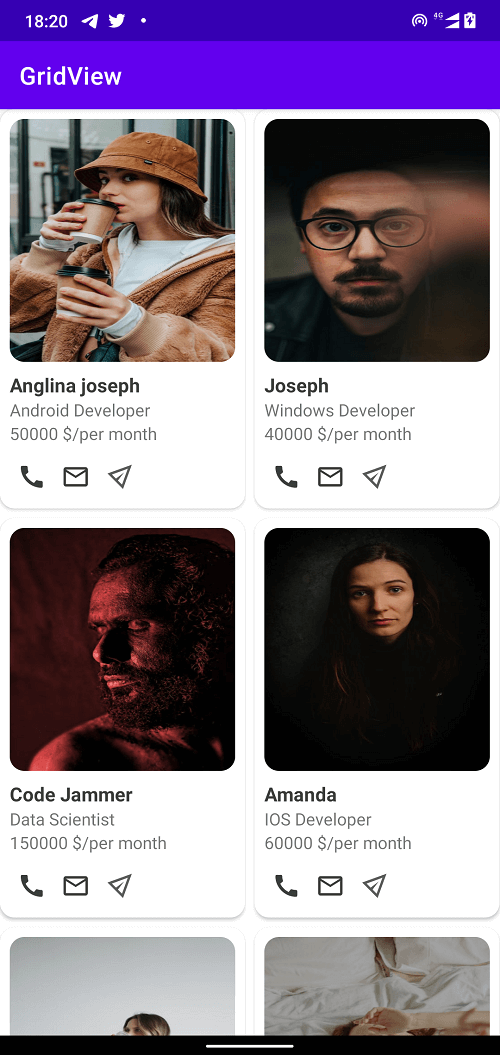 18:20
4G
GridView
Anglina joseph
Android Developer
50000 $/per month
Joseph
Windows Developer
40000 $/per month
Code Jammer
Data Scientist
150000 $/per month
Amanda
IOS Developer
60000 $/per month